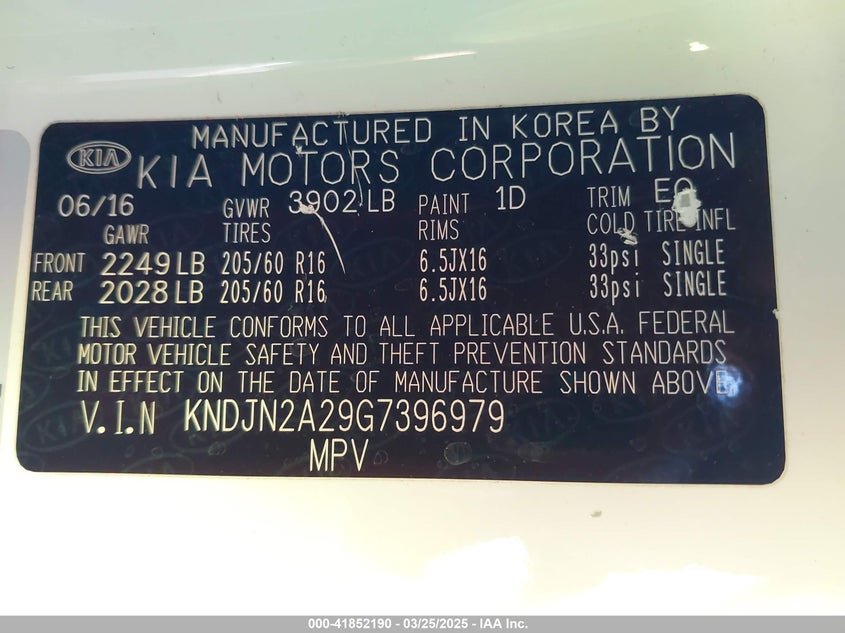 MANUFACTURED IN KOREA BY
KIA KIA MOTORS CORPORATION
06/16 GVWR 3902 LB PAINT 1D TRIM
GAWR TIRES RIMS COLD TIRE INFL
FRONT 2249 LB 205/60 R16 6.5JX16 33psi SINGLE
REAR 2028 LB 205/60 R16 6.5JX16 33psi SINGLE
THIS VEHICLE CONFORMS TO ALL APPLICABLE U.S.A. FEDERAL
MOTOR VEHICLE SAFETY AND THEFT PREVENTION STANDARDS
IN EFFECT ON THE DATE OF MANUFACTURE SHOWN ABOVE.
V.I.N KNDJN2A29G7396979
MPV
000-41852190 - 03/25/2025 - IAA Inc.